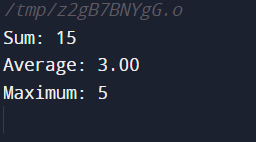 /tmp/z2gB7BNYgG.o
Sum: 15
Average: 3.00
Maximum: 5